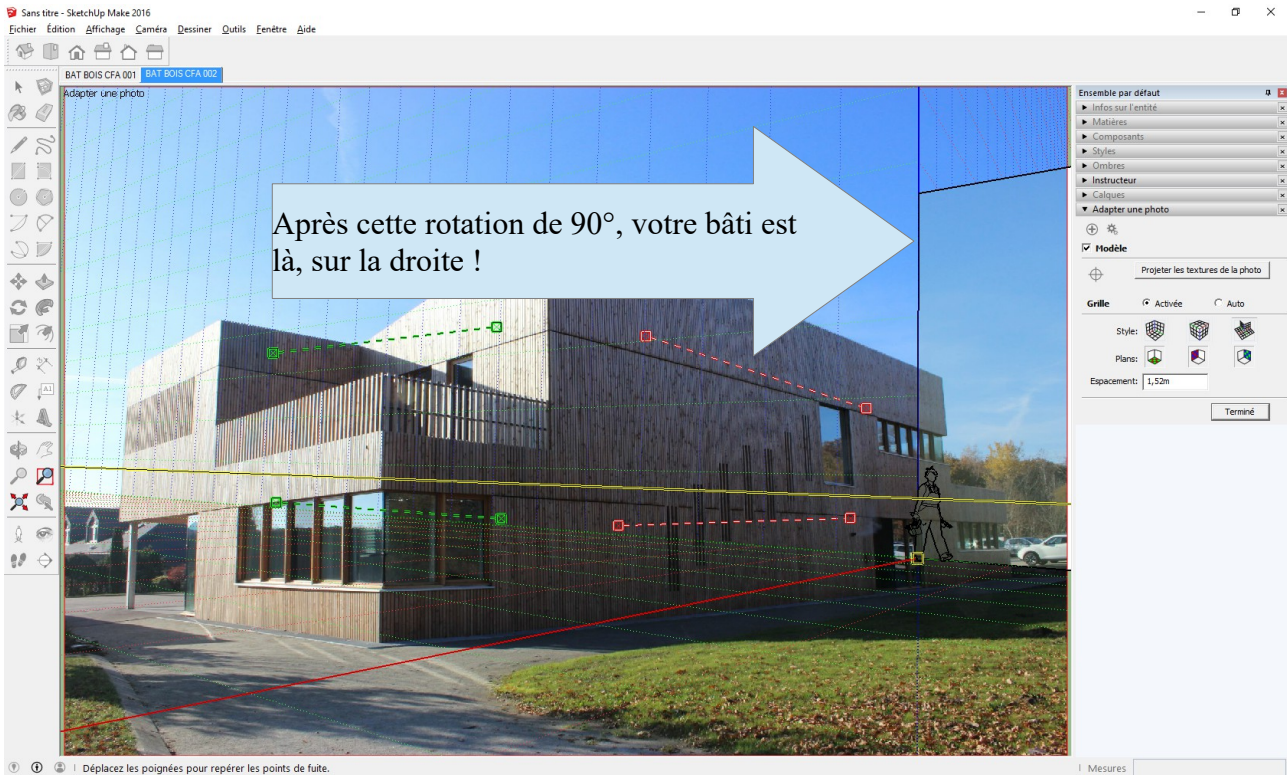 Sans titre - SketchUp Make 2016
Fichier Édition Affichage Caméra Dessiner Outils Fenêtre Aide
BAT BOIS CFA 001 BAT BOIS CFA 002
Adapter une photo
Ensemble par défaut
Infos sur l'entité
Matières
Composants
Styles
Ombres
Instructeur
Calques
Adapter une photo
Modèle
Projeter les textures de la photo
Grille Activée Auto
Style:
Plans:
Espacement: 1,52m
Terminé
Après cette rotation de 90°, votre bâti est
là, sur la droite !
Déplacez les poignées pour repérer les points de fuite.
Mesures